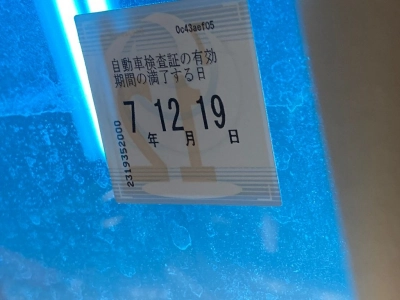 0c43aef05
自動車検査証の有効
期間の満了する日
7 12 19
年 月 日
2319352000